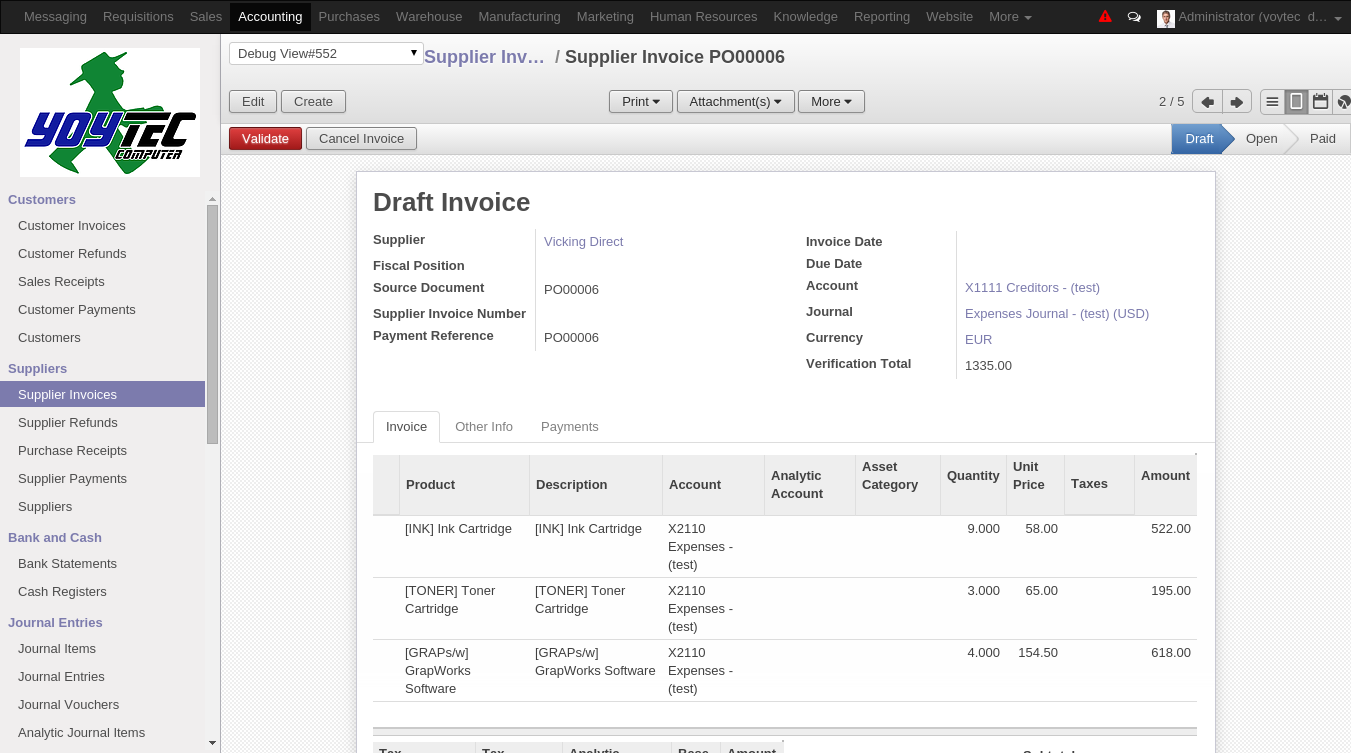 Messaging Requisitions Sales Accounting Purchases Warehouse Manufacturing Marketing Human Resources Knowledge Reporting Website More Administrator (yoytec_d…
YOYTEC
COMPUTER
Debug View#552 Supplier Inv… / Supplier Invoice PO00006
Edit Create Print Attachment(s) More 2 / 5
Validate Cancel Invoice Draft Open Paid
Customers
Customer Invoices
Customer Refunds
Sales Receipts
Customer Payments
Customers
Suppliers
Supplier Invoices
Supplier Refunds
Purchase Receipts
Supplier Payments
Suppliers
Bank and Cash
Bank Statements
Cash Registers
Journal Entries
Journal Items
Journal Entries
Journal Vouchers
Analytic Journal Items
Draft Invoice
Supplier Vicking Direct
Fiscal Position
Source Document PO00006
Supplier Invoice Number
Payment Reference PO00006
Invoice Date
Due Date
Account X1111 Creditors - (test)
Journal Expenses Journal - (test) (USD)
Currency EUR
Verification Total 1335.00
Invoice Other Info Payments
Product Description Account Analytic Account Asset Category Quantity Unit Price Taxes Amount
[INK] Ink Cartridge [INK] Ink Cartridge X2110 9.000 58.00 522.00
Expenses -
(test)
[TONER] Toner [TONER] Toner X2110 3.000 65.00 195.00
Cartridge Cartridge Expenses -
(test)
[GRAPs/w] [GRAPs/w] X2110 4.000 154.50 618.00
GrapWorks GrapWorks Software Expenses -
Software (test)
Tax Tax Analytic Base Amount Subtotal